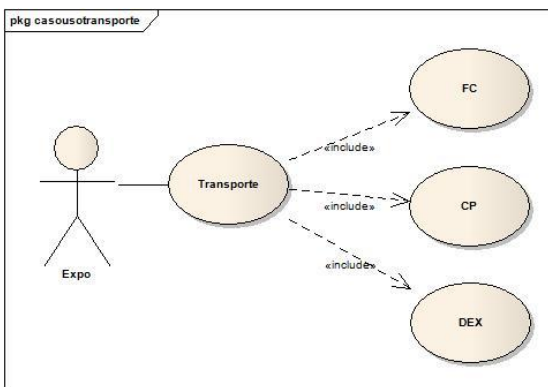 pkg casousotransporte
FC
«include»
Transporte
CP
«include»
Expo
«include»
DEX